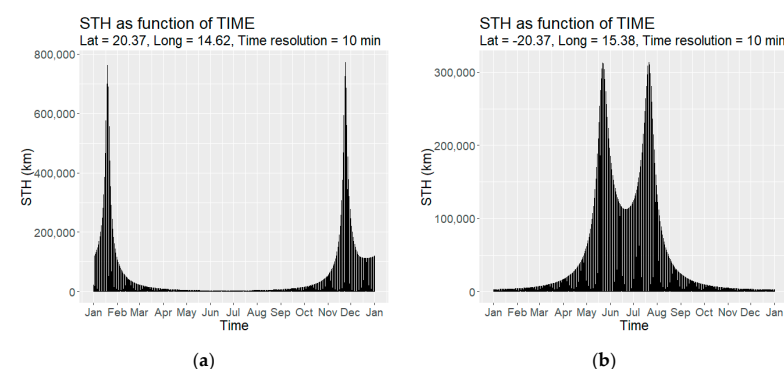 STH as function of TIME
Lat = 20.37, Long = 14.62, Time resolution = 10 min
800,000
600,000
400,000
200,000
0
STH (km)
Jan Feb Mar Apr May Jun Jul Aug Sep Oct Nov Dec Jan
Time
(a)
STH as function of TIME
Lat = -20.37, Long = 15.38, Time resolution = 10 min
300,000
200,000
100,000
0
STH (km)
Jan Feb Mar Apr May Jun Jul Aug Sep Oct Nov Dec Jan
Time
(b)